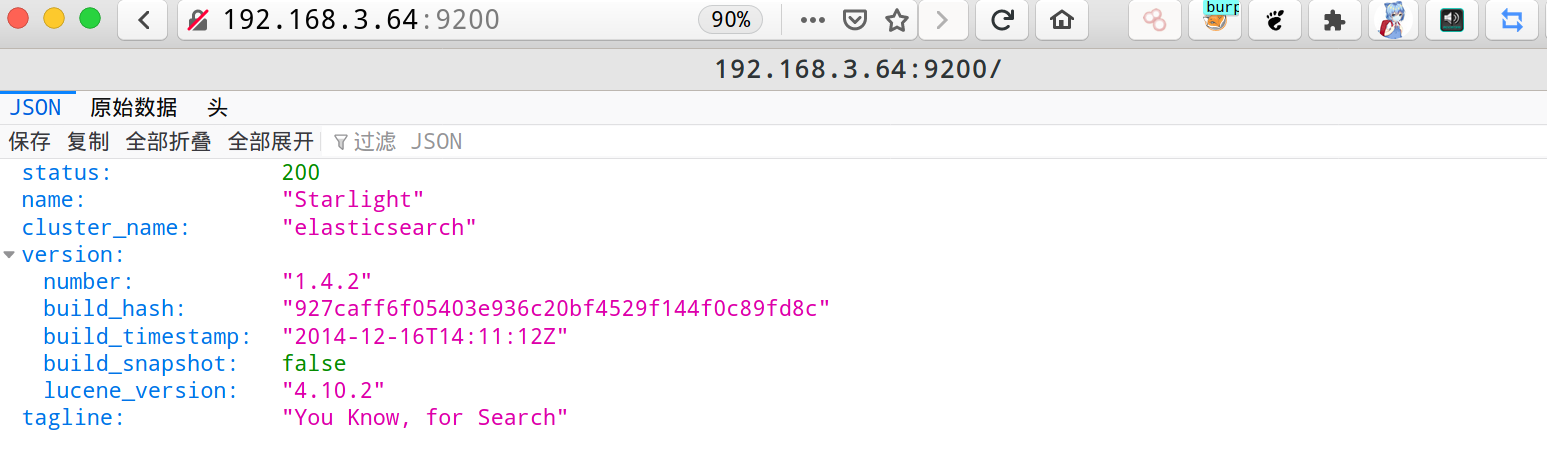 192.168.3.64:9200 90% burp
192.168.3.64:9200/
JSON 原始数据 头
保存 复制 全部折叠 全部展开 过滤 JSON
status: 200
name: "Starlight"
cluster_name: "elasticsearch"
version:
number: "1.4.2"
build_hash: "927caff6f05403e936c20bf4529f144f0c89fd8c"
build_timestamp: "2014-12-16T14:11:12Z"
build_snapshot: false
lucene_version: "4.10.2"
tagline: "You Know, for Search"